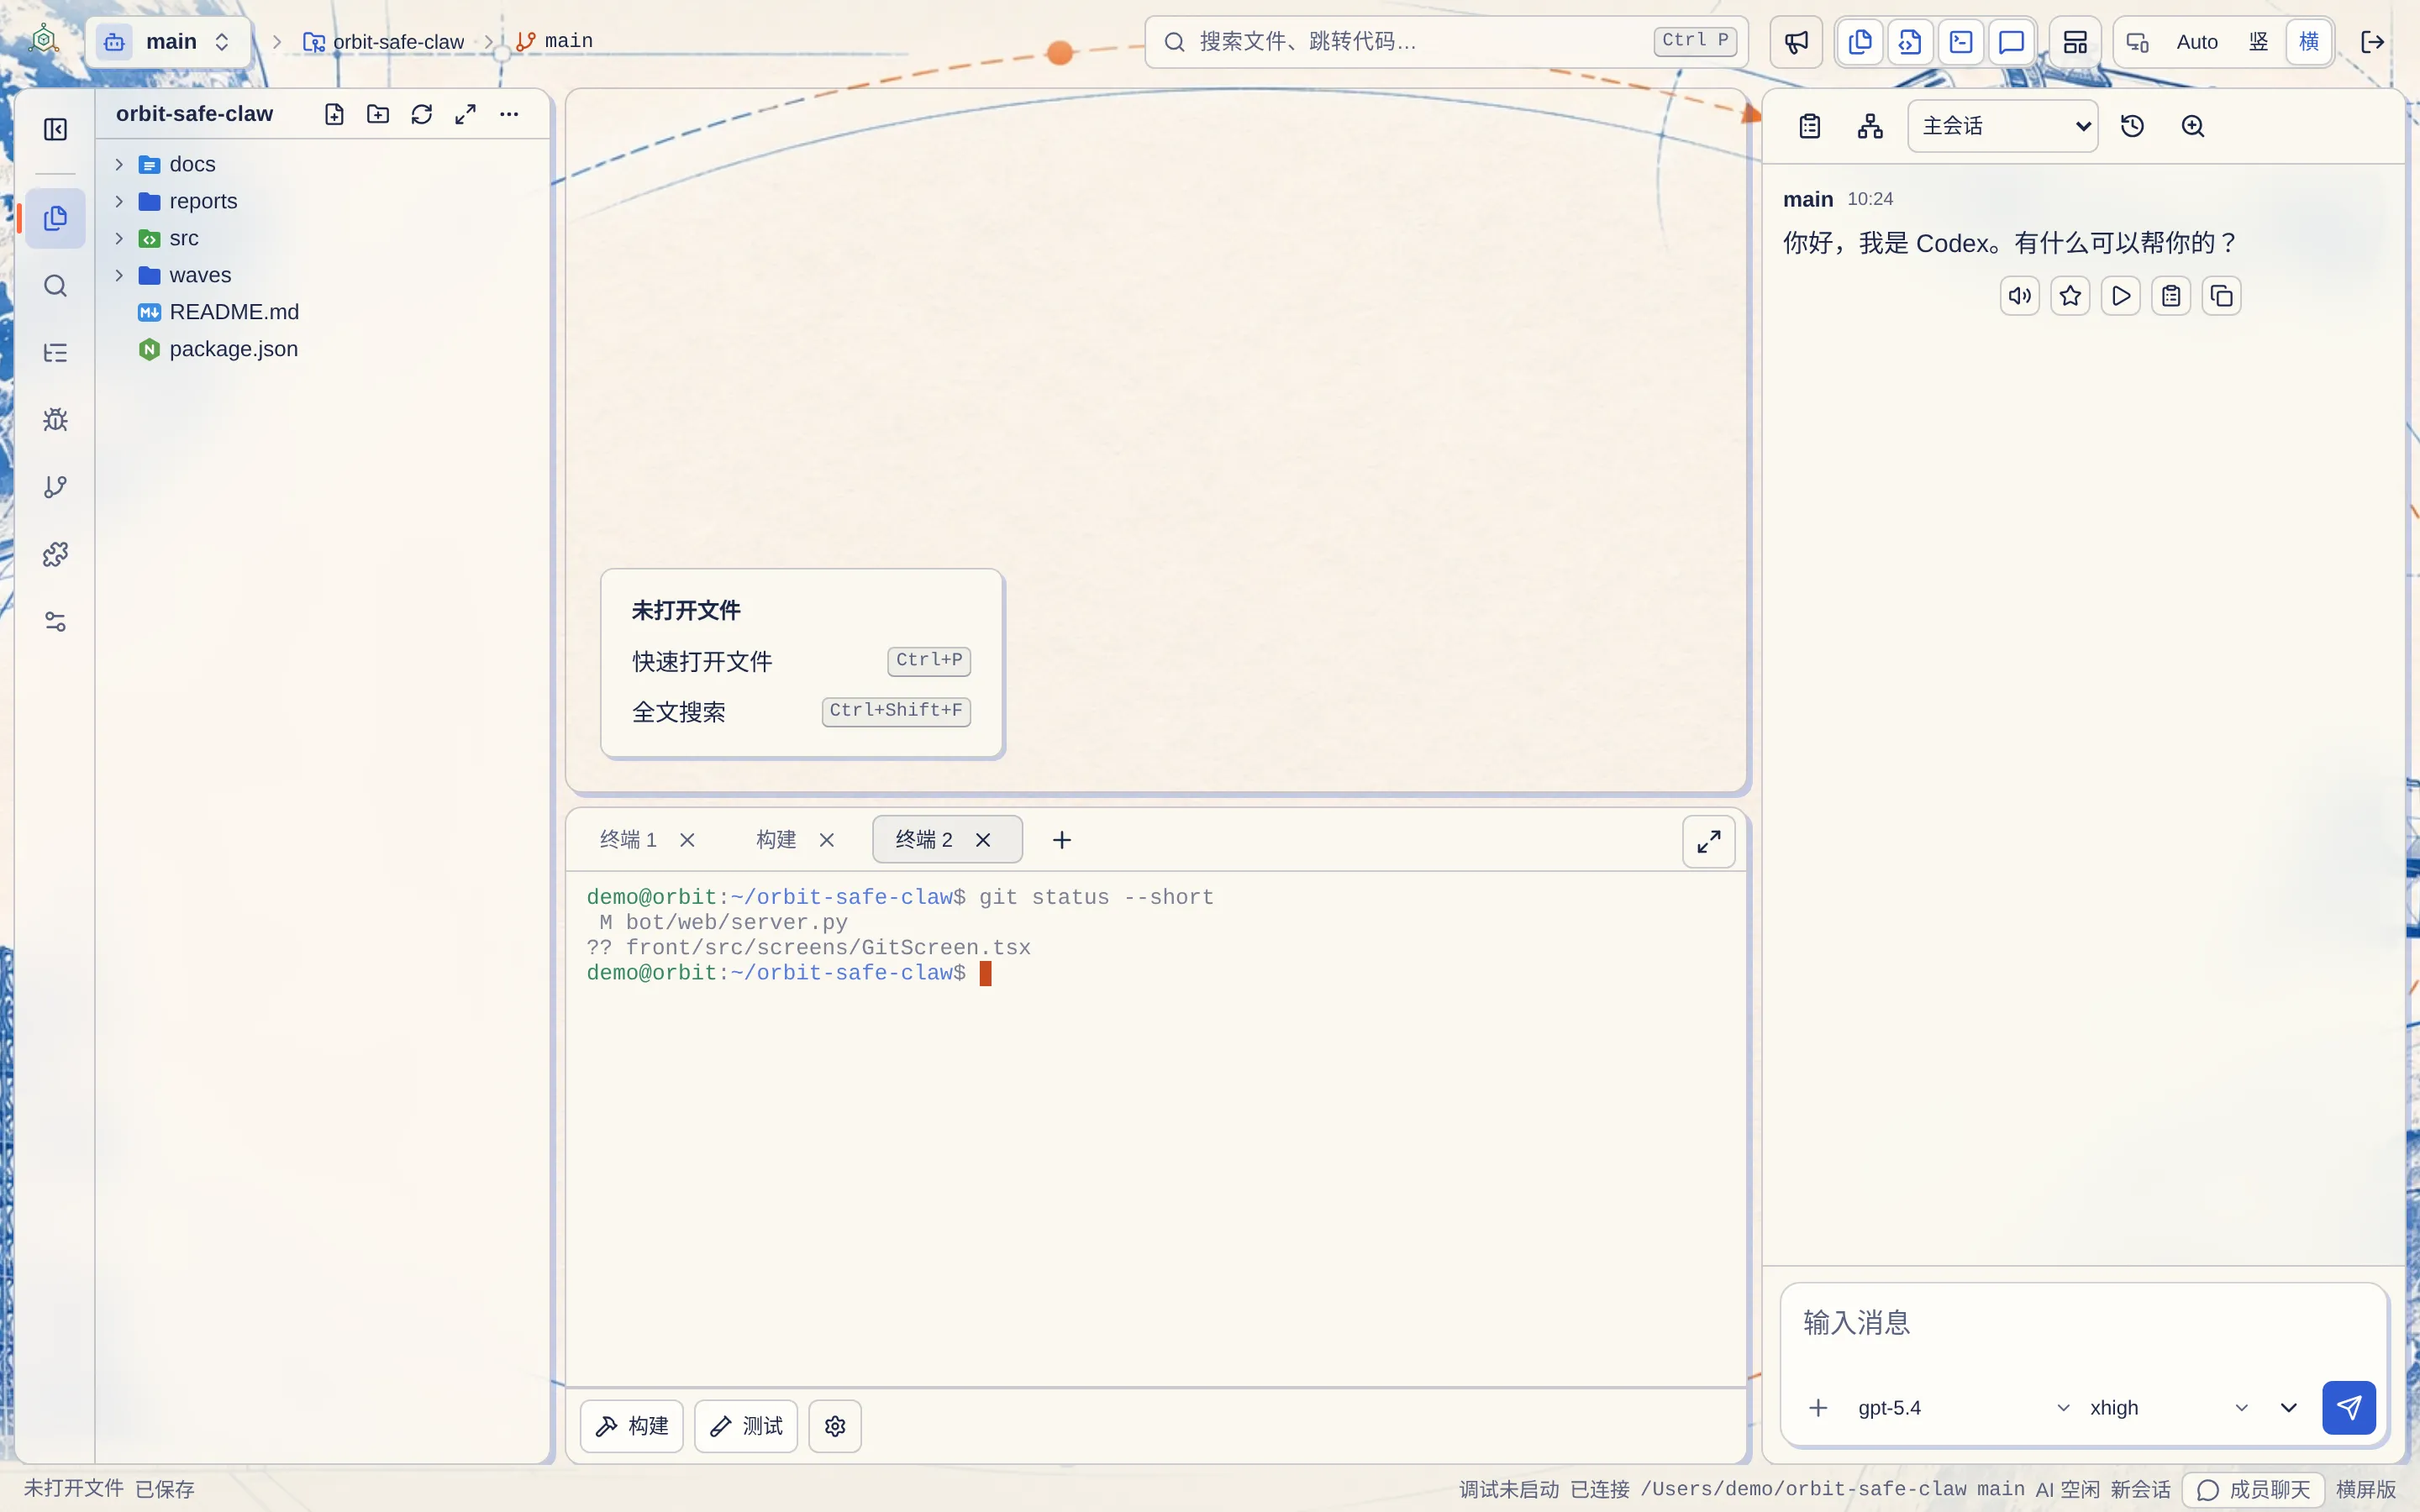 main
orbit-safe-claw
main
搜索文件、跳转代码...
Ctrl P
Auto
竖
横
orbit-safe-claw
docs
reports
src
waves
README.md
package.json
未打开文件
快速打开文件 Ctrl+P
全文搜索 Ctrl+Shift+F
终端 1
构建
终端 2
demo@orbit:~/orbit-safe-claw$ git status --short
 M bot/web/server.py
?? front/src/screens/GitScreen.tsx
demo@orbit:~/orbit-safe-claw$
构建
测试
主会话
main 10:24
你好，我是 Codex。有什么可以帮你的？
输入消息
gpt-5.4
xhigh
未打开文件 已保存
调试未启动 已连接 /Users/demo/orbit-safe-claw main AI 空闲 新会话 成员聊天 横屏版